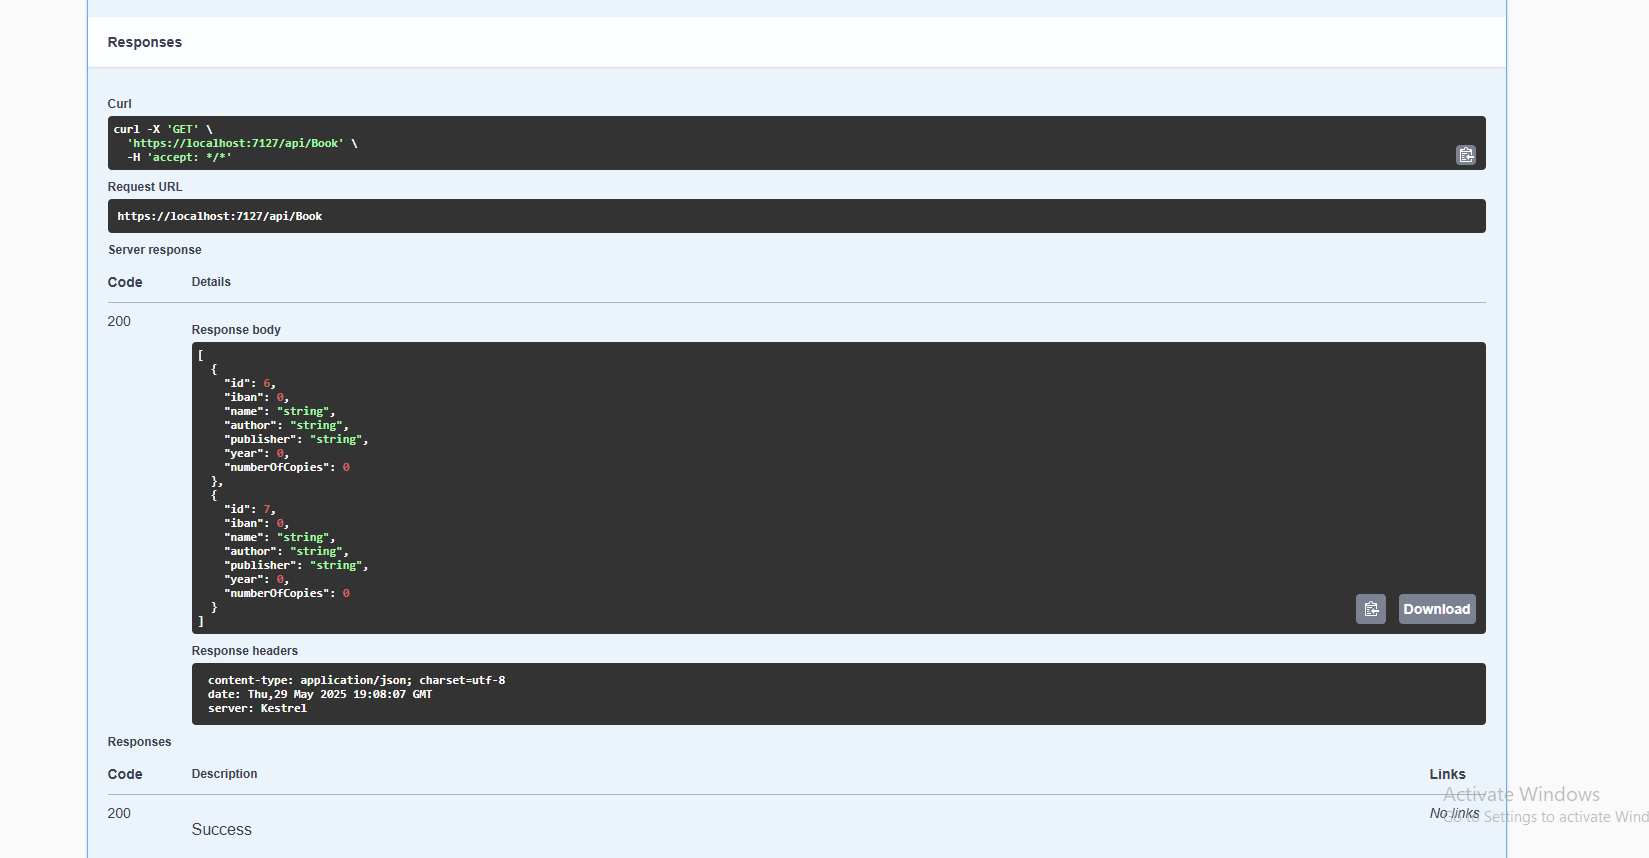 Responses
Curl
curl -X 'GET' \
  'https://localhost:7127/api/Book' \
  -H 'accept: */*'
Request URL
https://localhost:7127/api/Book
Server response
Code Details
200
Response body
[
  {
    "id": 6,
    "iban": 0,
    "name": "string",
    "author": "string",
    "publisher": "string",
    "year": 0,
    "numberOfCopies": 0
  },
  {
    "id": 7,
    "iban": 0,
    "name": "string",
    "author": "string",
    "publisher": "string",
    "year": 0,
    "numberOfCopies": 0
  }
]
Download
Response headers
content-type: application/json; charset=utf-8
date: Thu,29 May 2025 19:08:07 GMT
server: Kestrel
Responses
Code Description Links
200 No links
Success
Activate Windows
Go to Settings to activate Wind